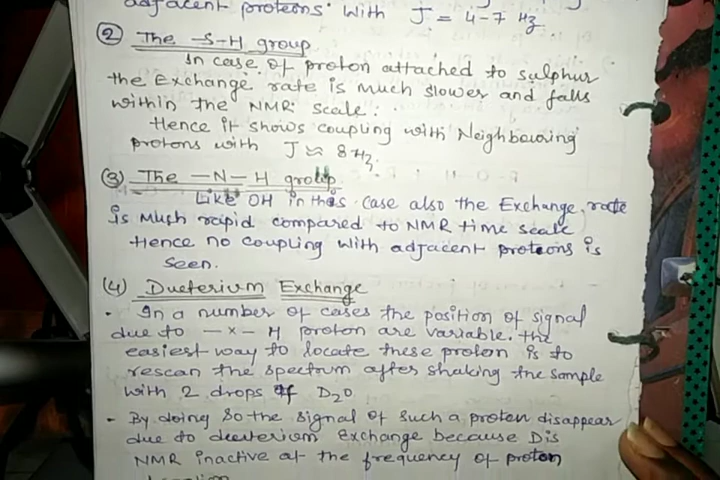 adjacent proteons with J = 4-7 Hz
② The S-H group
In case of proton attached to sulphur
the Exchange rate is much slower and falls
within the NMR scale.
Hence it shows coupling with Neighbouring
protons with J ≈ 8 Hz.
③ The -N-H group
Like OH in this case also the Exchange rate
is mush rapid compared to NMR time scale
Hence no coupling with adjacent proteons is
seen.
(4) Dueterium Exchange
• In a number of cases the position of signal
due to -x-H proton are variable. the
easiest way to locate these proton is to
rescan the spectrum after shaking the sample
with 2 drops of D2O
• By doing so the signal of such a proten disappear
due to deuterium exchange because D is
NMR inactive at the frequency of proton